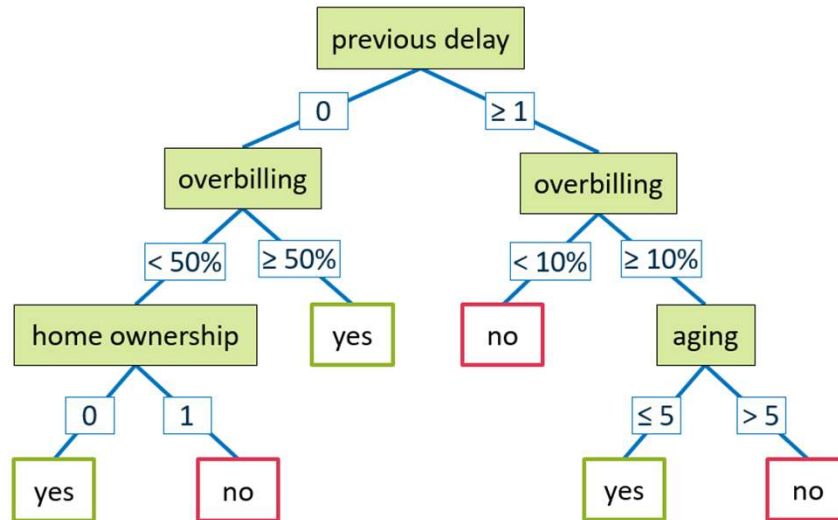 previous delay
0
≥ 1
overbilling
overbilling
< 50%
≥ 50%
< 10%
≥ 10%
home ownership
yes
no
aging
0
1
≤ 5
> 5
yes
no
yes
no